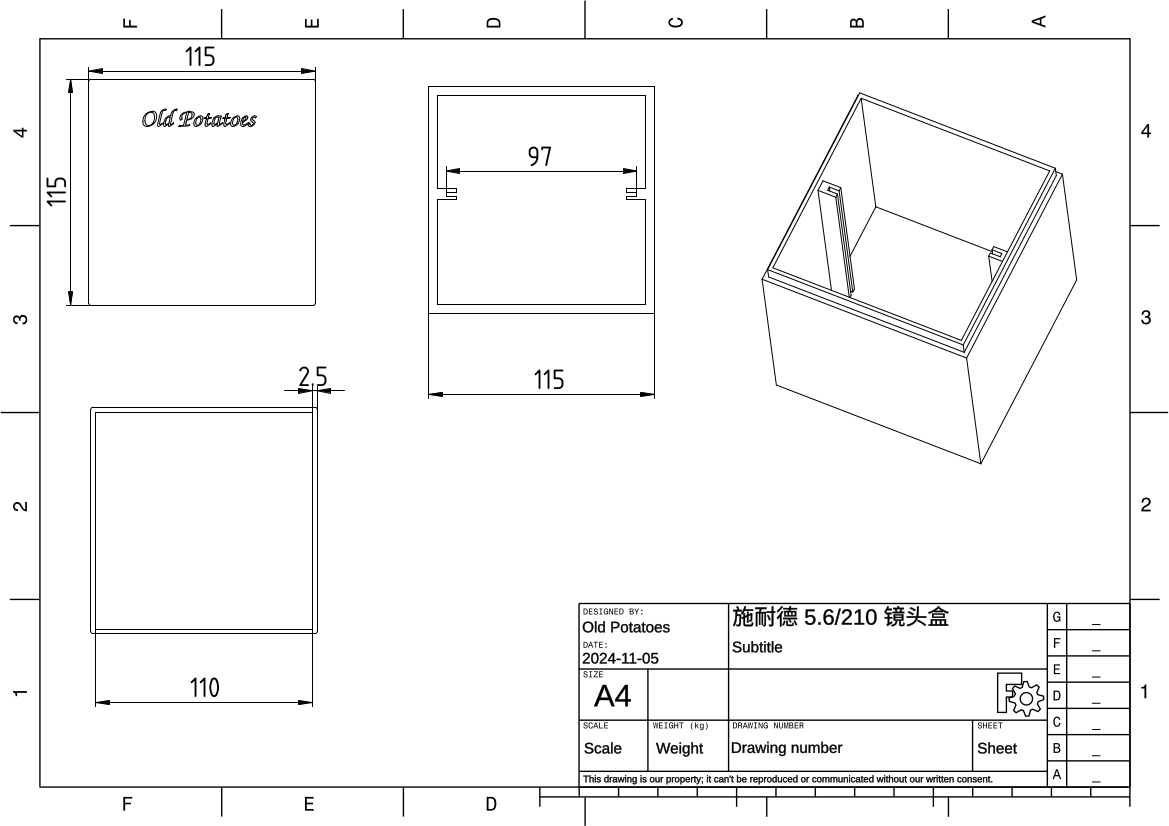 F E D C B A
115
Old Potatoes
4
115
97
4
3
3
2.5
115
2
2
110
1
1
DESIGNED BY:
Old Potatoes
DATE:
2024-11-05
施耐德 5.6/210 镜头盒
Subtitle
SIZE
A4
SCALE
Scale
WEIGHT (kg)
Weight
DRAWING NUMBER
Drawing number
SHEET
Sheet
This drawing is our property; it can't be reproduced or communicated without our written consent.
G _
F _
E _
D _
C _
B _
A _
F E D